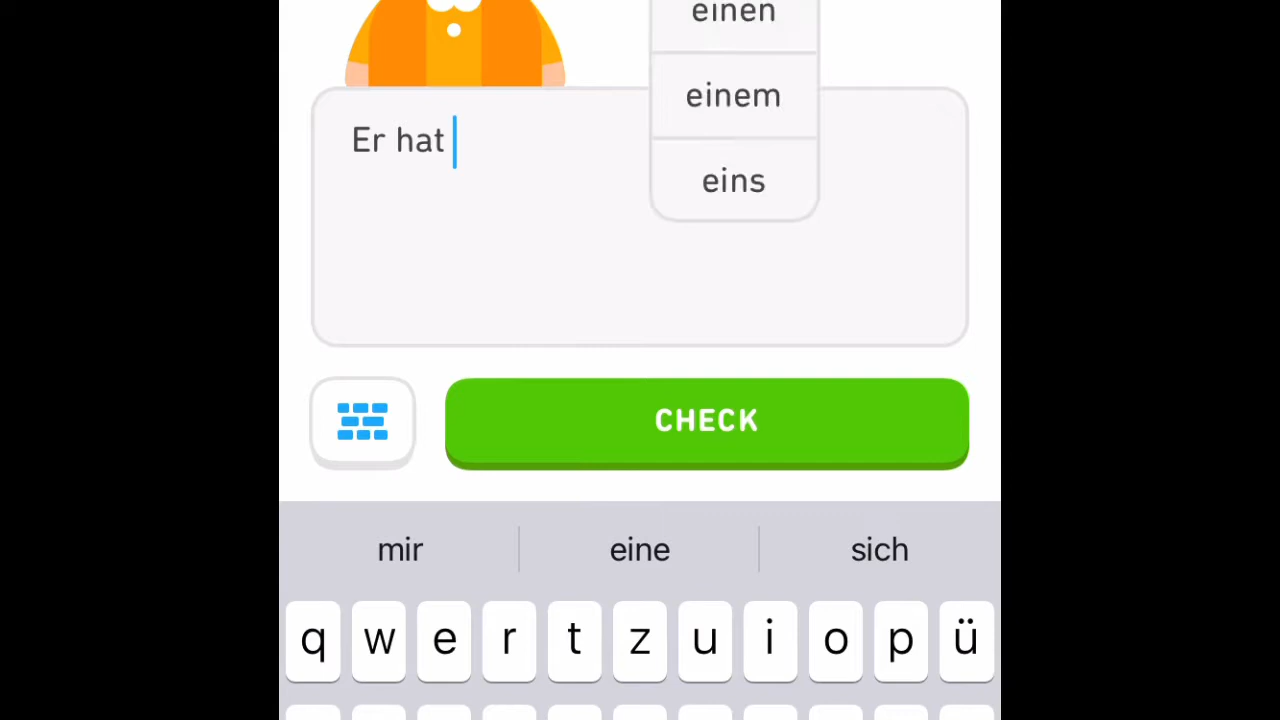 einen
einem
Er hat
eins
CHECK
mir eine sich
q w e r t z u i o p ü